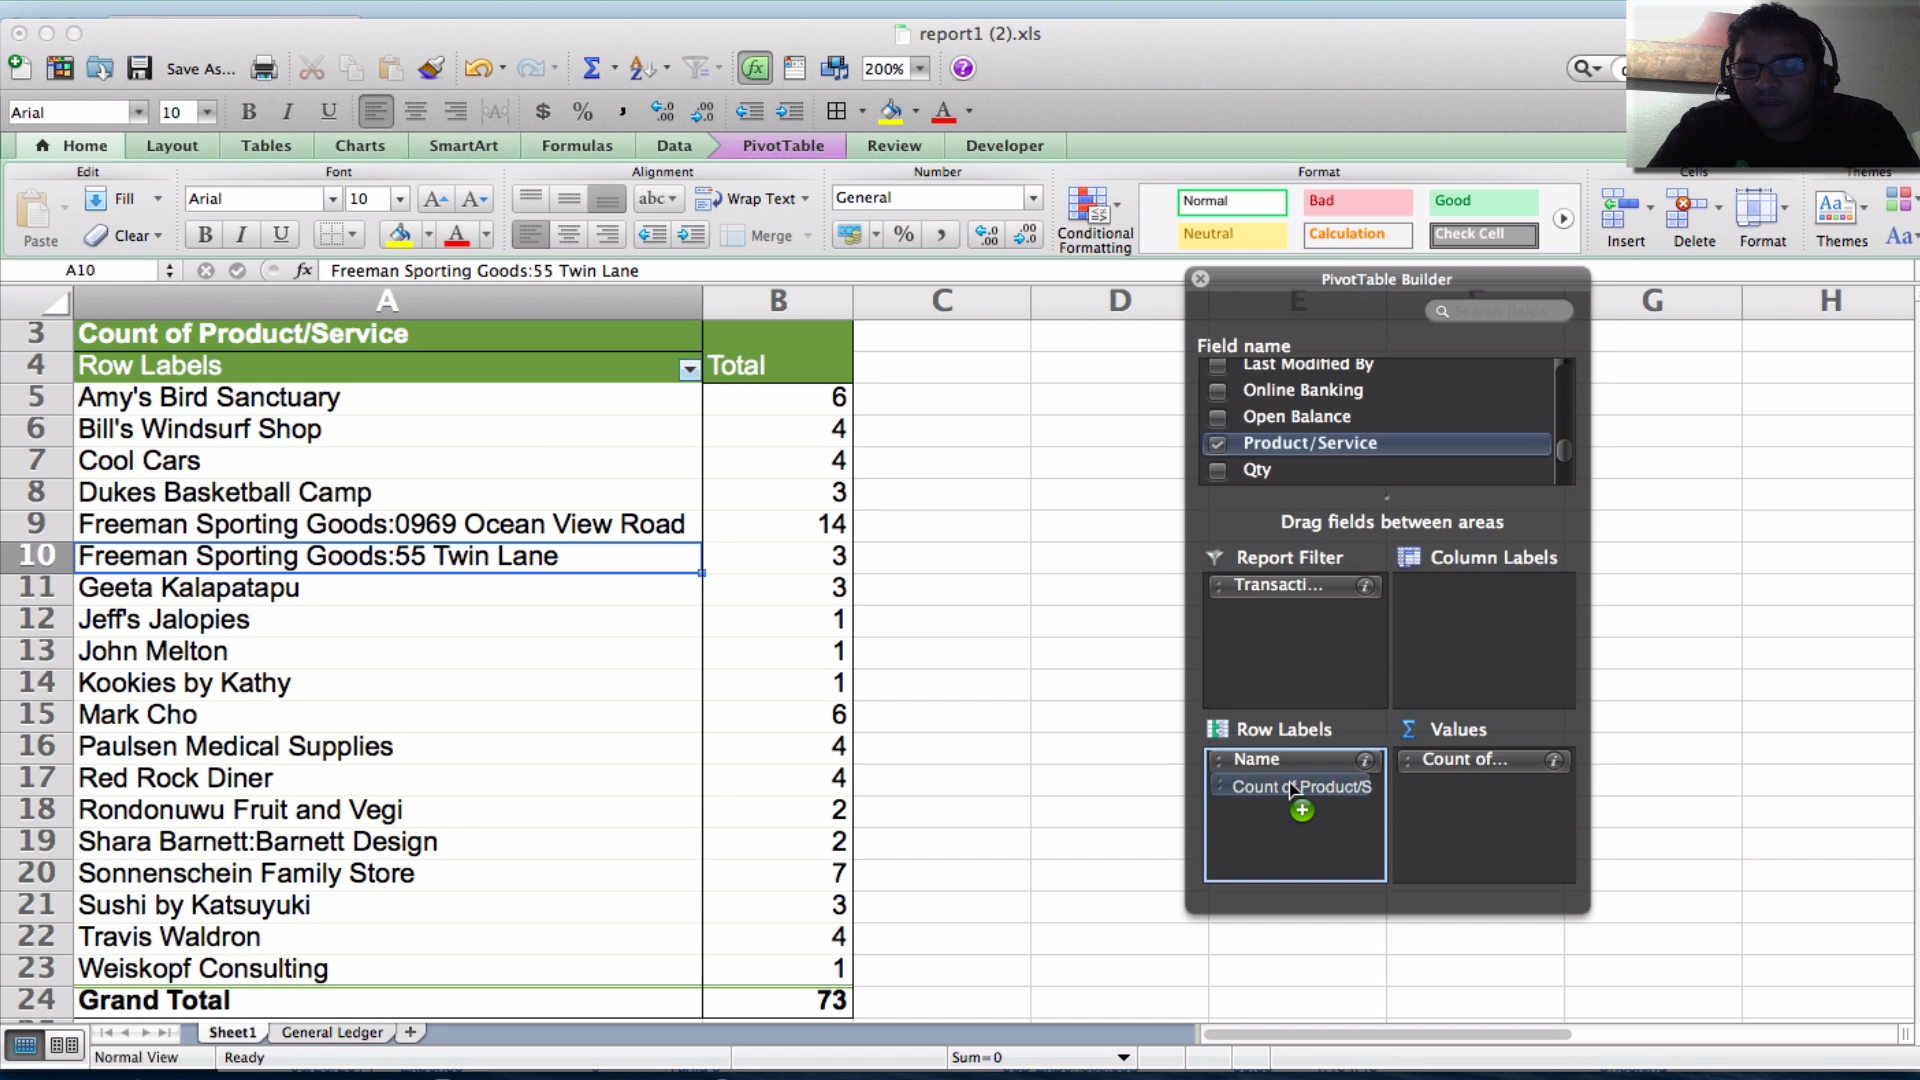 report1 (2).xls
Save As...
200%
Arial 10 B I U $ % ,
Home Layout Tables Charts SmartArt Formulas Data PivotTable Review Developer
Edit Font Alignment Number Format Cells Themes
Fill Arial 10 abc Wrap Text General Normal Bad Good
Paste Clear B I U Merge % , Conditional Formatting Neutral Calculation Check Cell Insert Delete Format Themes
A10 fx Freeman Sporting Goods:55 Twin Lane
A B C D E F G H
3 Count of Product/Service
4 Row Labels Total
5 Amy's Bird Sanctuary 6
6 Bill's Windsurf Shop 4
7 Cool Cars 4
8 Dukes Basketball Camp 3
9 Freeman Sporting Goods:0969 Ocean View Road 14
10 Freeman Sporting Goods:55 Twin Lane 3
11 Geeta Kalapatapu 3
12 Jeff's Jalopies 1
13 John Melton 1
14 Kookies by Kathy 1
15 Mark Cho 6
16 Paulsen Medical Supplies 4
17 Red Rock Diner 4
18 Rondonuwu Fruit and Vegi 2
19 Shara Barnett:Barnett Design 2
20 Sonnenschein Family Store 7
21 Sushi by Katsuyuki 3
22 Travis Waldron 4
23 Weiskopf Consulting 1
24 Grand Total 73
PivotTable Builder
Search fields
Field name
Last Modified By
Online Banking
Open Balance
Product/Service
Qty
Drag fields between areas
Report Filter Column Labels
Transacti...
Row Labels Values
Name Count of...
Count of Product/S
Sheet1 General Ledger
Normal View Ready Sum=0